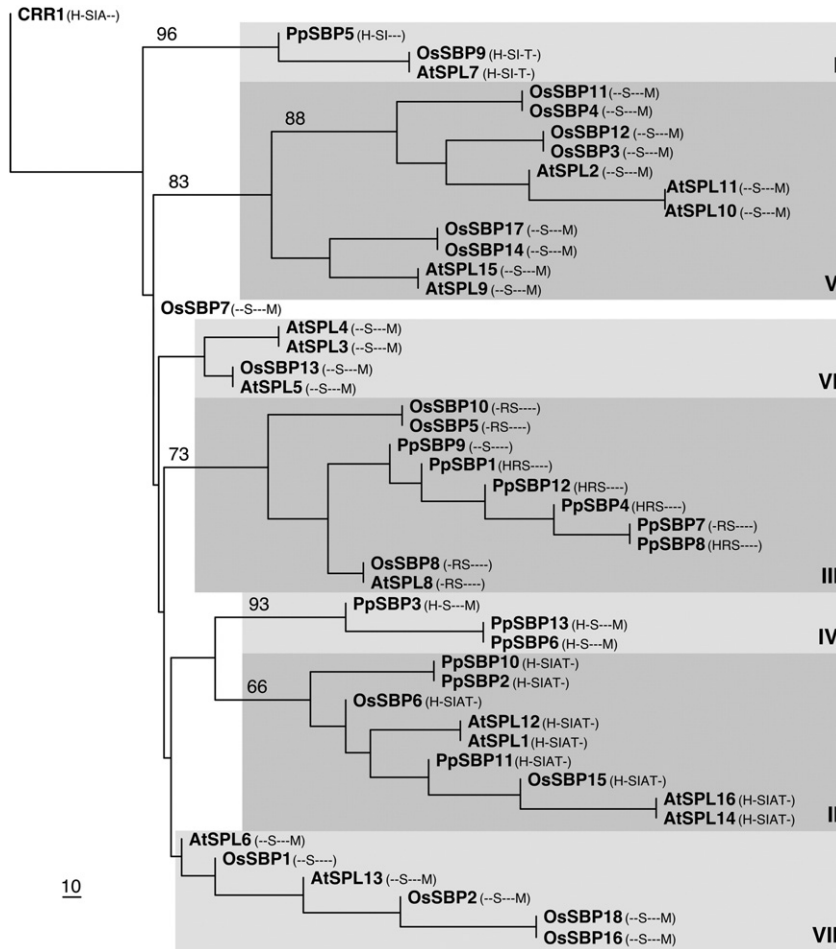 CRR1 (H-SIA--)
96
PpSBP5 (H-SI---)
OsSBP9 (H-SI-T-)
AtSPL7 (H-SI-T-)
I
OsSBP11 (--S---M)
OsSBP4 (--S---M)
88
OsSBP12 (--S---M)
OsSBP3 (--S---M)
AtSPL2 (--S---M)
83
AtSPL11 (--S---M)
AtSPL10 (--S---M)
OsSBP17 (--S---M)
OsSBP14 (--S---M)
AtSPL15 (--S---M)
AtSPL9 (--S---M)
V
OsSBP7 (--S---M)
AtSPL4 (--S---M)
AtSPL3 (--S---M)
OsSBP13 (--S---M)
AtSPL5 (--S---M)
VI
OsSBP10 (-RS----)
OsSBP5 (-RS----)
73
PpSBP9 (--S----)
PpSBP1 (HRS----)
PpSBP12 (HRS----)
PpSBP4 (HRS----)
PpSBP7 (-RS----)
PpSBP8 (HRS----)
OsSBP8 (-RS----)
AtSPL8 (-RS----)
III
93
PpSBP3 (H-S---M)
PpSBP13 (H-S---M)
PpSBP6 (H-S---M)
IV
PpSBP10 (H-SIAT-)
PpSBP2 (H-SIAT-)
66
OsSBP6 (H-SIAT-)
AtSPL12 (H-SIAT-)
AtSPL1 (H-SIAT-)
PpSBP11 (H-SIAT-)
OsSBP15 (H-SIAT-)
AtSPL16 (H-SIAT-)
AtSPL14 (H-SIAT-)
II
AtSPL6 (--S---M)
OsSBP1 (--S----)
AtSPL13 (--S---M)
10
OsSBP2 (--S---M)
OsSBP18 (--S---M)
OsSBP16 (--S---M)
VII